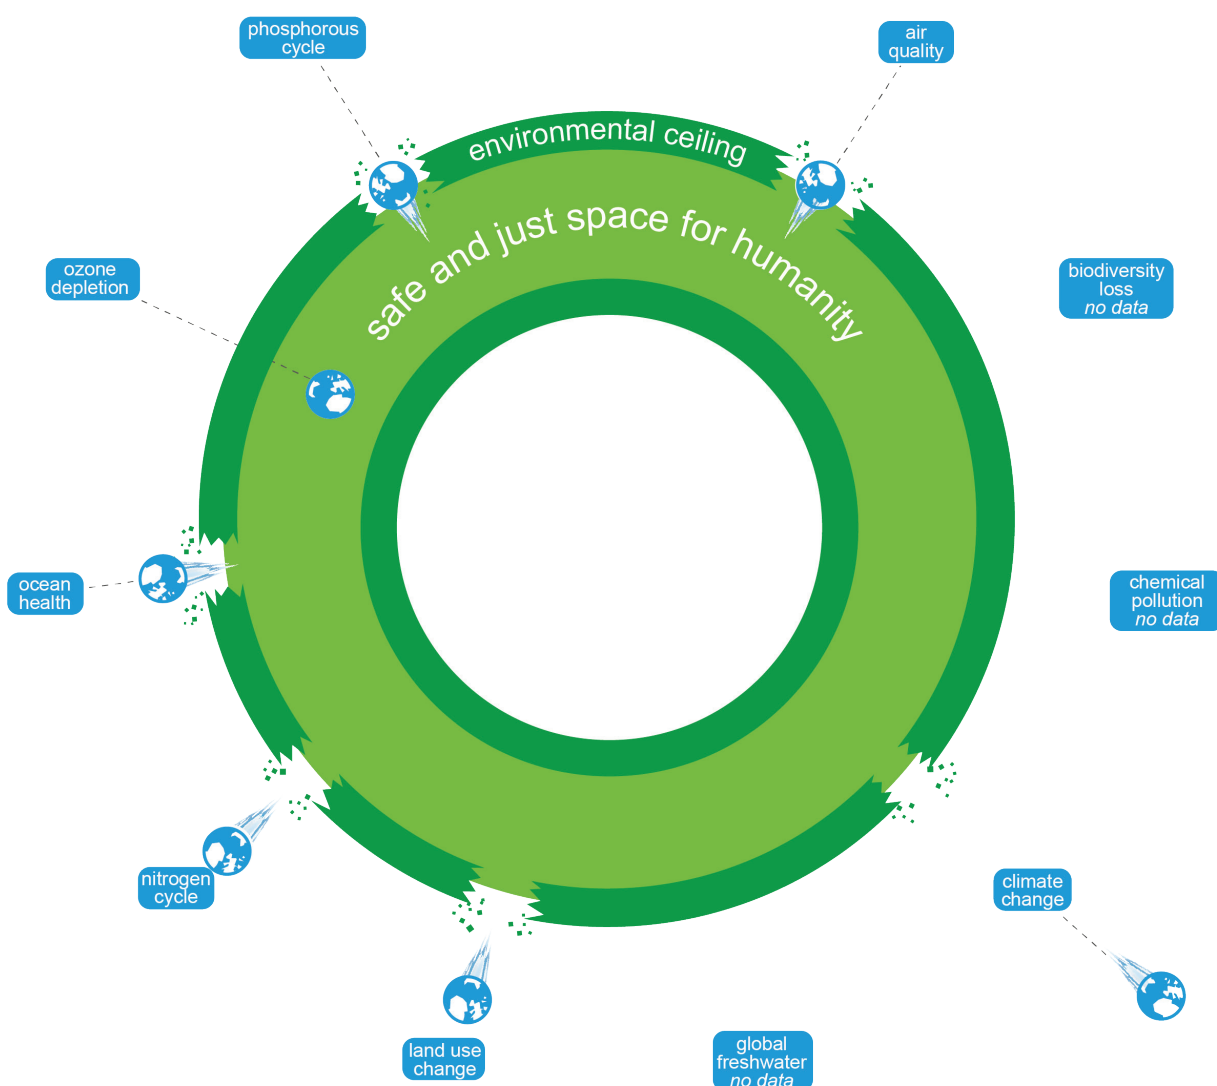 phosphorous
cycle
air
quality
environmental ceiling
safe and just space for humanity
ozone
depletion
biodiversity
loss
no data
ocean
health
chemical
pollution
no data
nitrogen
cycle
climate
change
land use
change
global
freshwater
no data